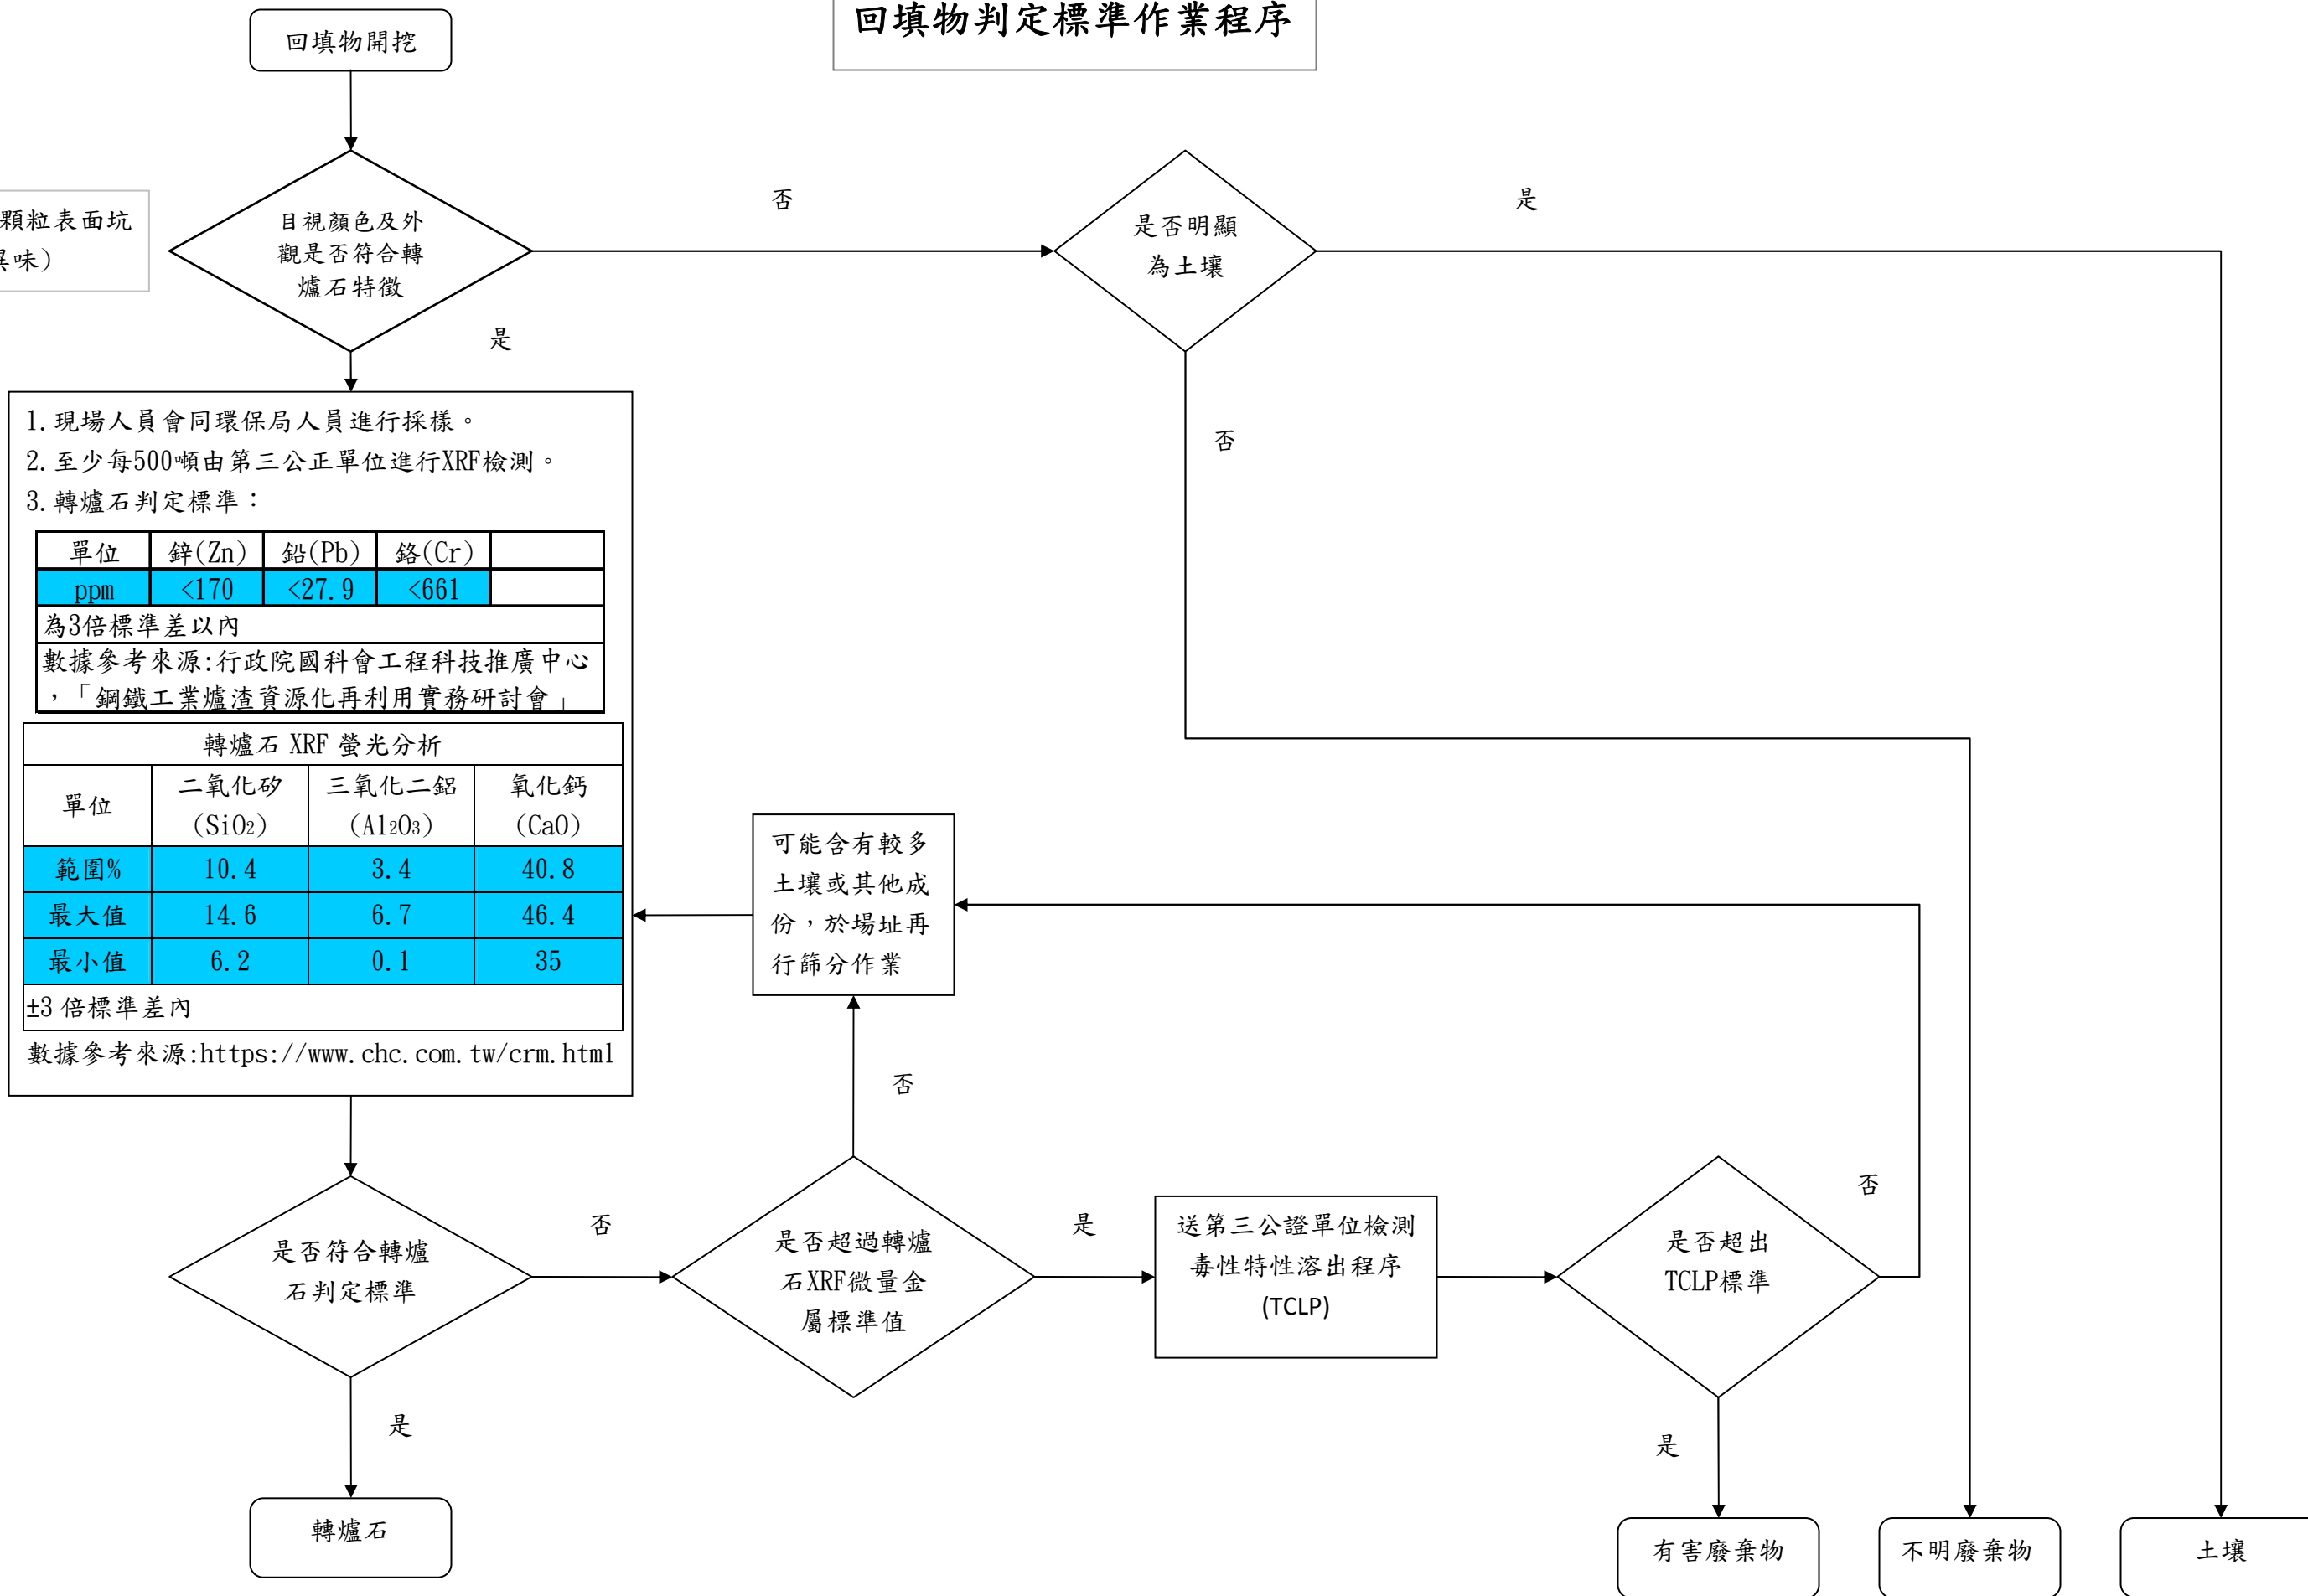 回填物判定標準作業程序
回填物開挖
顆粒表面坑
異味)
目視顏色及外
觀是否符合轉
爐石特徵
否
是否明顯
為土壤
是
是
否
1.現場人員會同環保局人員進行採樣。
2.至少每500噸由第三公正單位進行XRF檢測。
3.轉爐石判定標準：
單位 鋅(Zn) 鉛(Pb) 鉻(Cr)
ppm <170 <27.9 <661
為3倍標準差以內
數據參考來源:行政院國科會工程科技推廣中心
，「鋼鐵工業爐渣資源化再利用實務研討會」
轉爐石 XRF 螢光分析
單位 二氧化矽 三氧化二鋁 氧化鈣
(SiO₂) (Al₂O₃) (CaO)
範圍% 10.4 3.4 40.8
最大值 14.6 6.7 46.4
最小值 6.2 0.1 35
±3 倍標準差內
數據參考來源:https://www.chc.com.tw/crm.html
可能含有較多
土壤或其他成
份，於場址再
行篩分作業
否
是否符合轉爐
石判定標準
否
是否超過轉爐
石XRF微量金
屬標準值
是
送第三公證單位檢測
毒性特性溶出程序
(TCLP)
是否超出
TCLP標準
否
是
是
轉爐石
有害廢棄物
不明廢棄物
土壤